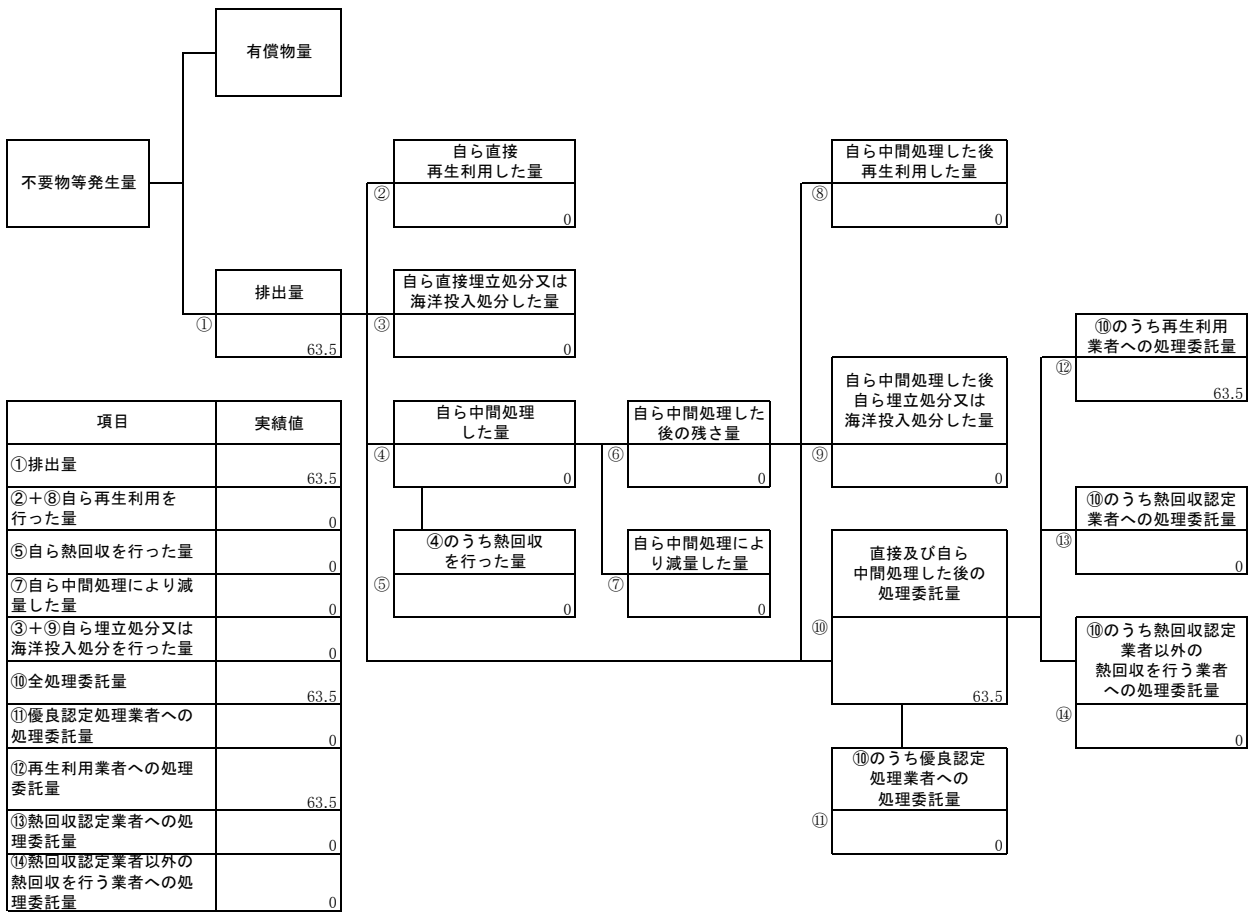 有償物量
不要物等発生量
排出量
①
63.5
自ら直接
再生利用した量
②
0
自ら直接埋立処分又は
海洋投入処分した量
③
0
自ら中間処理
した量
④
0
④のうち熱回収
を行った量
⑤
0
自ら中間処理した
後の残さ量
⑥
0
自ら中間処理によ
り減量した量
⑦
0
自ら中間処理した後
再生利用した量
⑧
0
自ら中間処理した後
自ら埋立処分又は
海洋投入処分した量
⑨
0
直接及び自ら
中間処理した後の
処理委託量
⑩
63.5
⑩のうち優良認定
処理業者への
処理委託量
⑪
0
⑩のうち再生利用
業者への処理委託量
⑫
63.5
⑩のうち熱回収認定
業者への処理委託量
⑬
0
⑩のうち熱回収認定
業者以外の
熱回収を行う業者
への処理委託量
⑭
0
項目 実績値
①排出量
63.5
②+⑧自ら再生利用を
行った量
0
⑤自ら熱回収を行った量
0
⑦自ら中間処理により減
量した量
0
③+⑨自ら埋立処分又は
海洋投入処分を行った量
0
⑩全処理委託量
63.5
⑪優良認定処理業者への
処理委託量
0
⑫再生利用業者への処理
委託量
63.5
⑬熱回収認定業者への処
理委託量
0
⑭熱回収認定業者以外の
熱回収を行う業者への処
理委託量
0